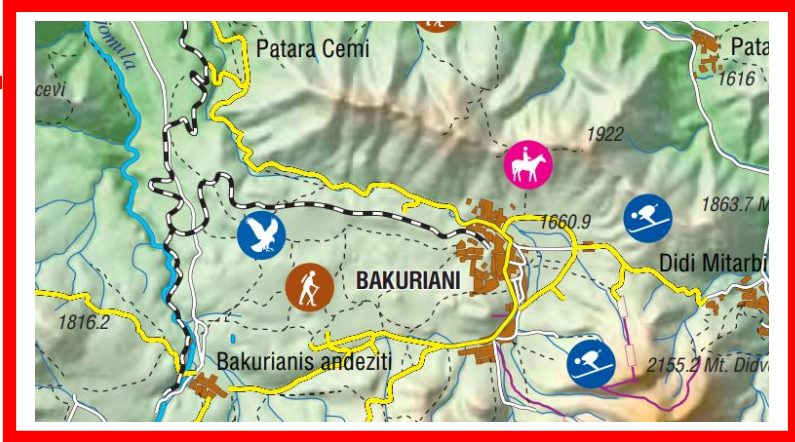 Jomula
Patara Cemi
Pata
1616
cevi
1922
1863.7 M
1660.9
Didi Mitarbi
BAKURIANI
1816.2
Bakurianis andeziti
2155.2 Mt. Didv